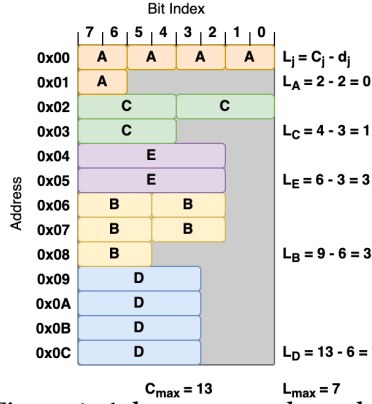 Bit Index
7 6 5 4 3 2 1 0
0x00 A A A A Lj = Cj - dj
0x01 A LA = 2 - 2 = 0
0x02 C C
0x03 C LC = 4 - 3 = 1
0x04 E
0x05 E LE = 6 - 3 = 3
0x06 B B
0x07 B B
0x08 B LB = 9 - 6 = 3
0x09 D
0x0A D
0x0B D
0x0C D LD = 13 - 6 =
Address
Cmax = 13 Lmax = 7